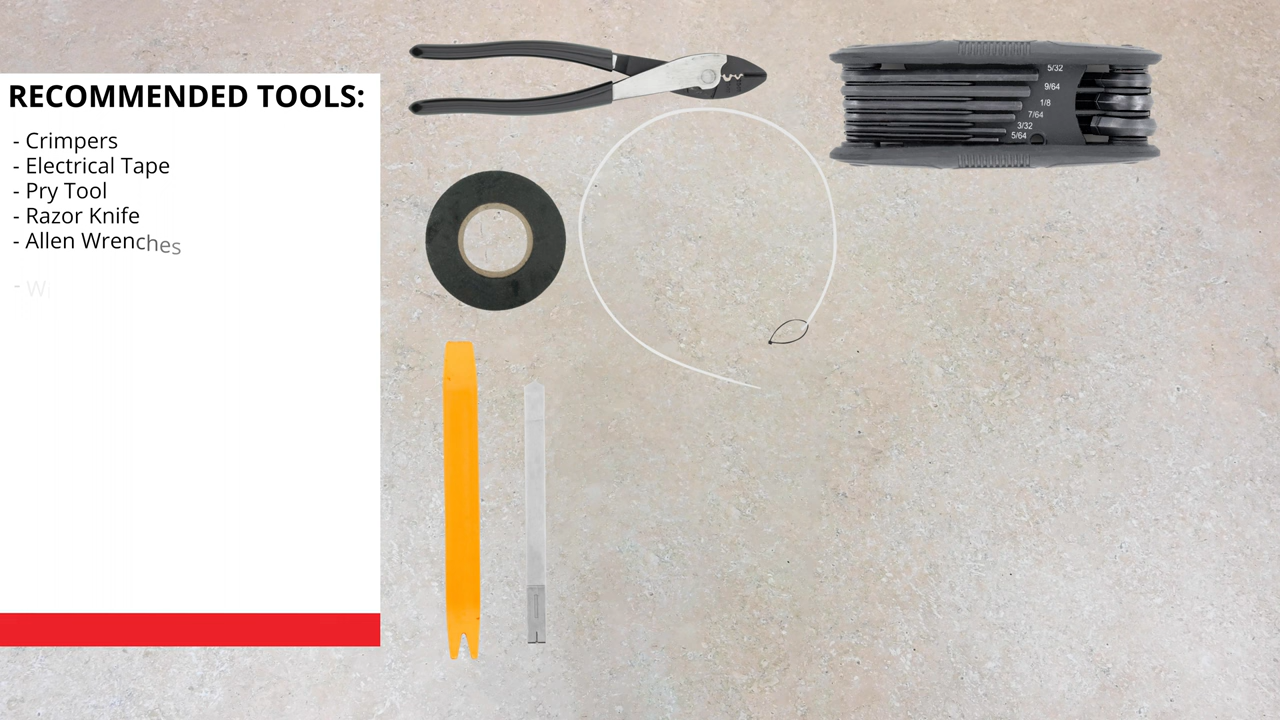 RECOMMENDED TOOLS:
- Crimpers
- Electrical Tape
- Pry Tool
- Razor Knife
- Allen Wrenches
5/32
9/64
1/8
7/64
3/32
5/64